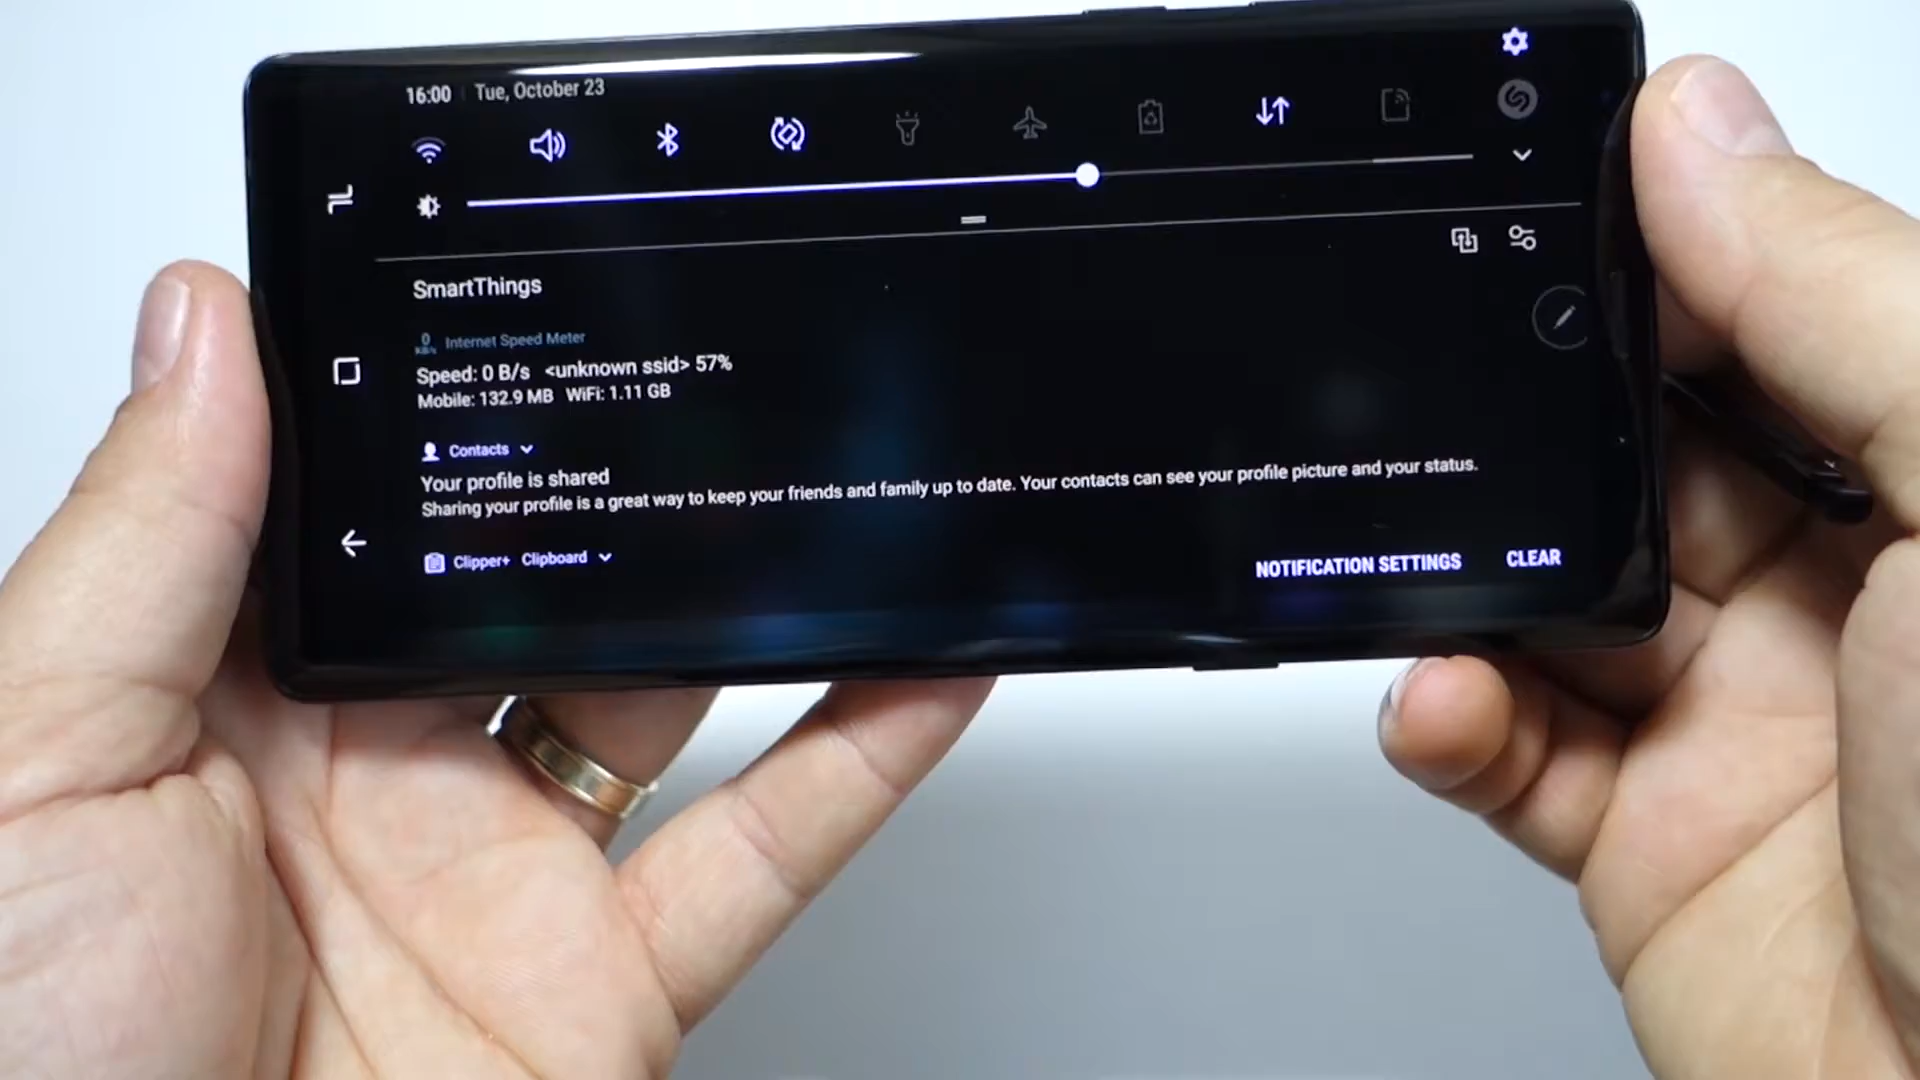 16:00 Tue, October 23
SmartThings
0 KB/s Internet Speed Meter
Speed: 0 B/s <unknown ssid> 57%
Mobile: 132.9 MB WiFi: 1.11 GB
Contacts
Your profile is shared
Sharing your profile is a great way to keep your friends and family up to date. Your contacts can see your profile picture and your status.
Clipper+ Clipboard
NOTIFICATION SETTINGS CLEAR